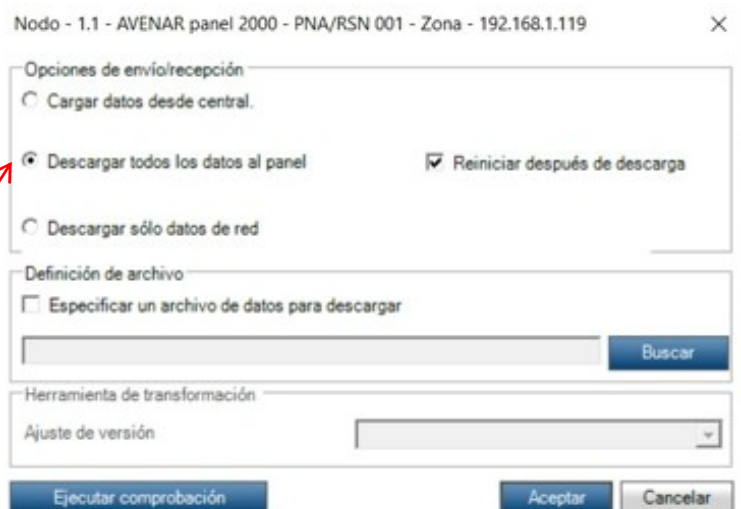 Nodo - 1.1 - AVENAR panel 2000 - PNA/RSN 001 - Zona - 192.168.1.119
Opciones de envío/recepción
Cargar datos desde central.
Descargar todos los datos al panel
Reiniciar después de descarga
Descargar sólo datos de red
Definición de archivo
Especificar un archivo de datos para descargar
Buscar
Herramienta de transformación
Ajuste de versión
Ejecutar comprobación
Aceptar
Cancelar